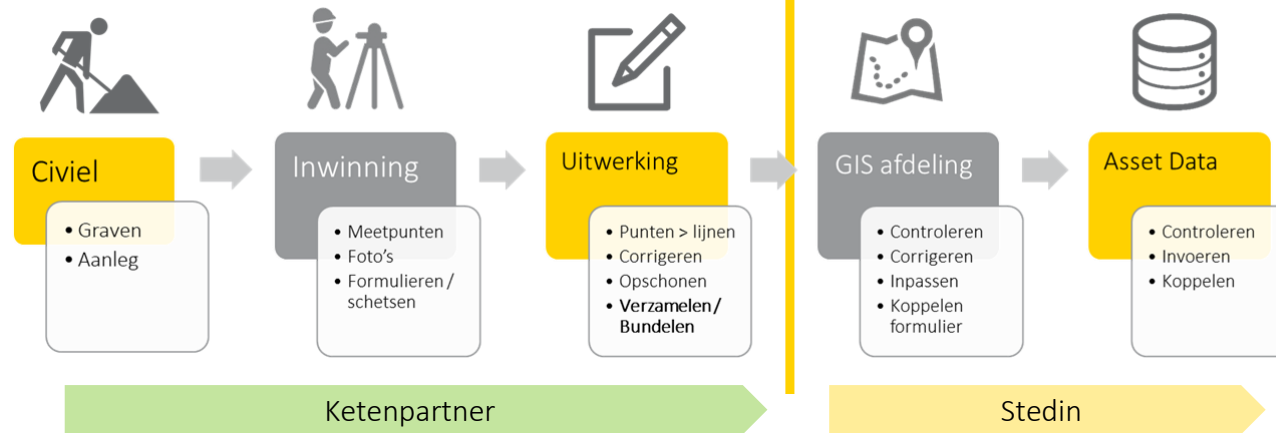 Civiel
• Graven
• Aanleg
Inwinning
• Meetpunten
• Foto's
• Formulieren /
schetsen
Uitwerking
• Punten > lijnen
• Corrigeren
• Opschonen
• Verzamelen /
Bundelen
GIS afdeling
• Controleren
• Corrigeren
• Inpassen
• Koppelen
formulier
Asset Data
• Controleren
• Invoeren
• Koppelen
Ketenpartner
Stedin